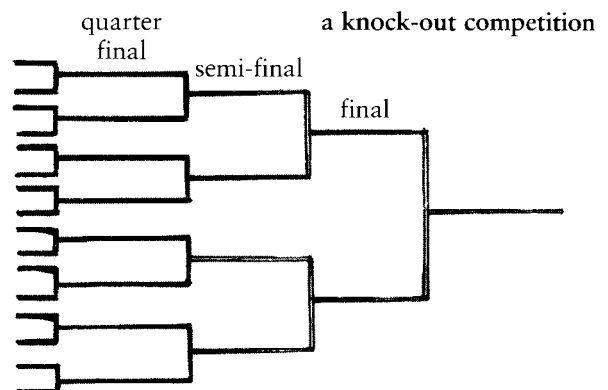 a knock-out competition
quarter
final
semi-final
final